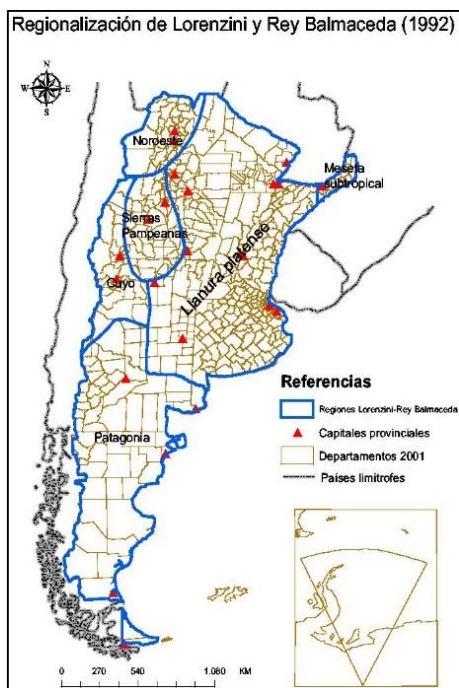 Regionalización de Lorenzini y Rey Balmaceda (1992)
N
W E
S
Noroeste
Meseta
subtropical
Sierras
Pampeanas
Llanura platense
Cuyo
Patagonia
Referencias
Regiones Lorenzini-Rey Balmaceda
Capitales provinciales
Departamentos 2001
Países limítrofes
0 270 540 1.080 KM